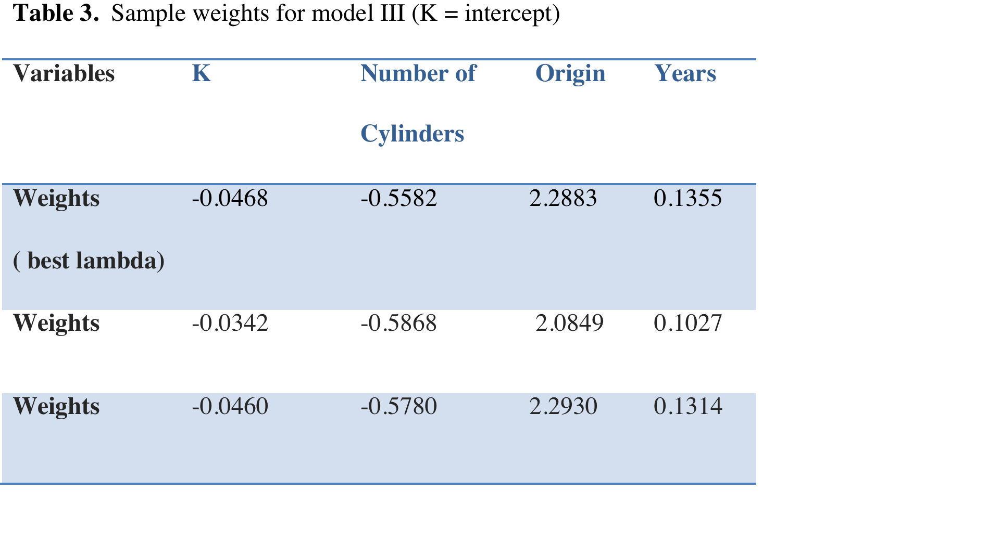 Table 3. Sample weights for model III (K = intercept)
Variables K Number of Origin Years
Cylinders
Weights -0.0468 -0.5582 2.2883 0.1355
( best lambda)
Weights -0.0342 -0.5868 2.0849 0.1027
Weights -0.0460 -0.5780 2.2930 0.1314